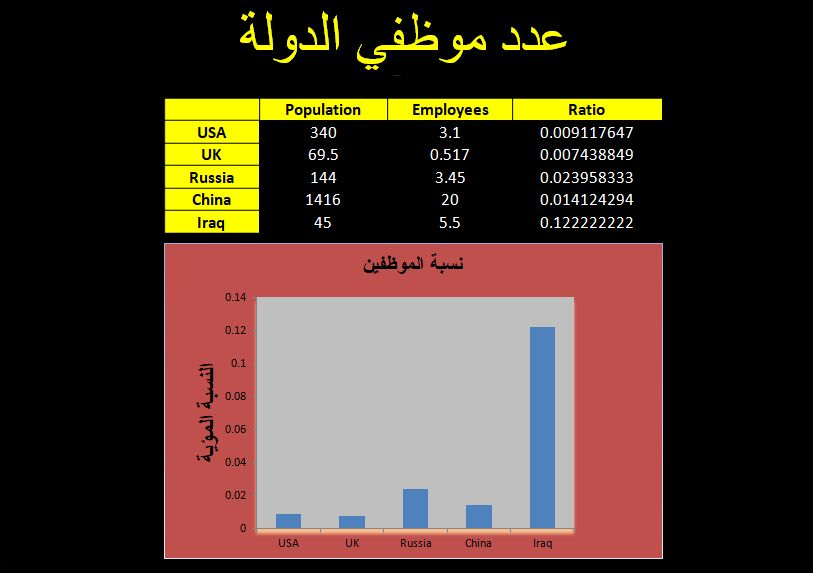 عدد موظفي الدولة
Population Employees Ratio
USA 340 3.1 0.009117647
UK 69.5 0.517 0.007438849
Russia 144 3.45 0.023958333
China 1416 20 0.014124294
Iraq 45 5.5 0.122222222
نسبة الموظفين
النسبة المؤية
0.14
0.12
0.1
0.08
0.06
0.04
0.02
0
USA UK Russia China Iraq